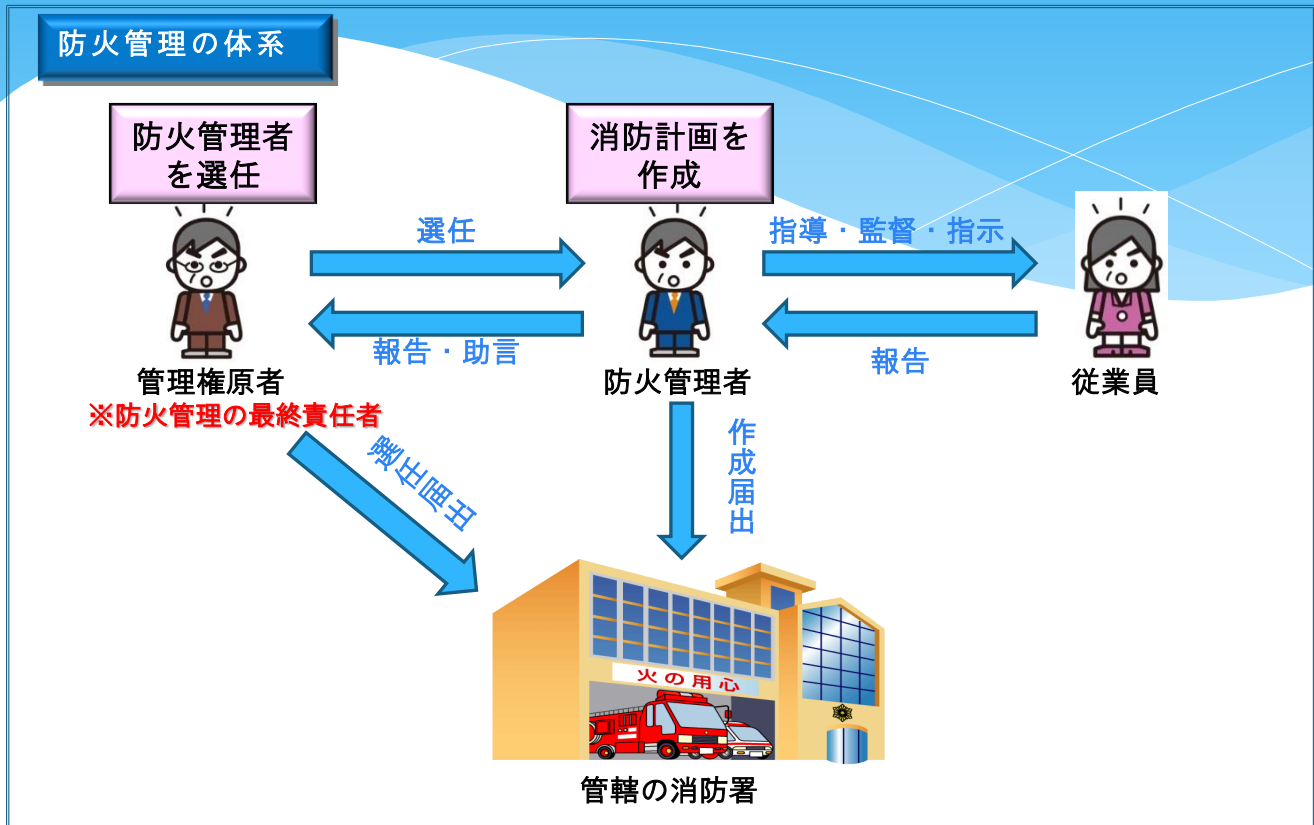 防火管理の体系
防火管理者
を選任
消防計画を
作成
選任
指導・監督・指示
報告・助言
報告
管理権原者
※防火管理の最終責任者
防火管理者
従業員
選任届出
作成届出
火の用心
管轄の消防署